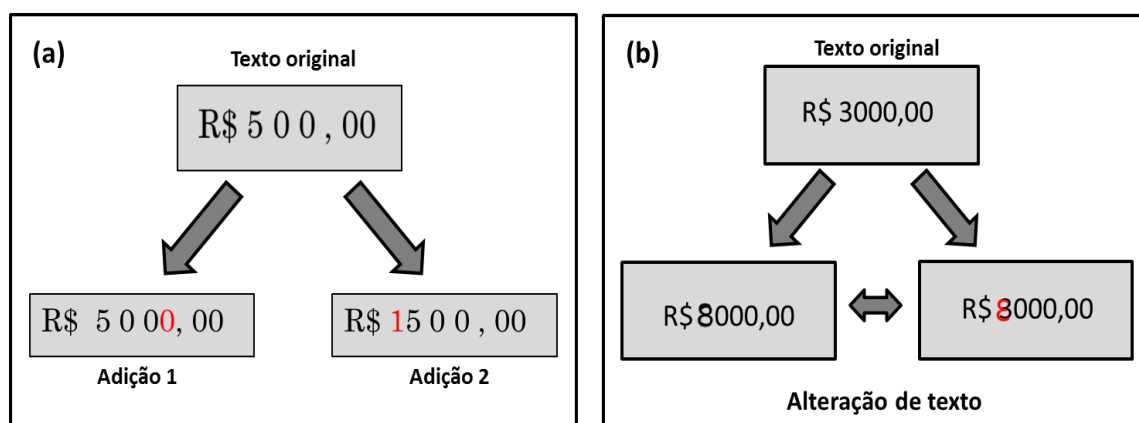 (a)
Texto original
R$ 5 0 0 , 00
R$ 5 0 0 0, 00
Adição 1
R$ 1 5 0 0 , 00
Adição 2
(b)
Texto original
R$ 3000,00
R$ 8000,00
R$ 8000,00
Alteração de texto